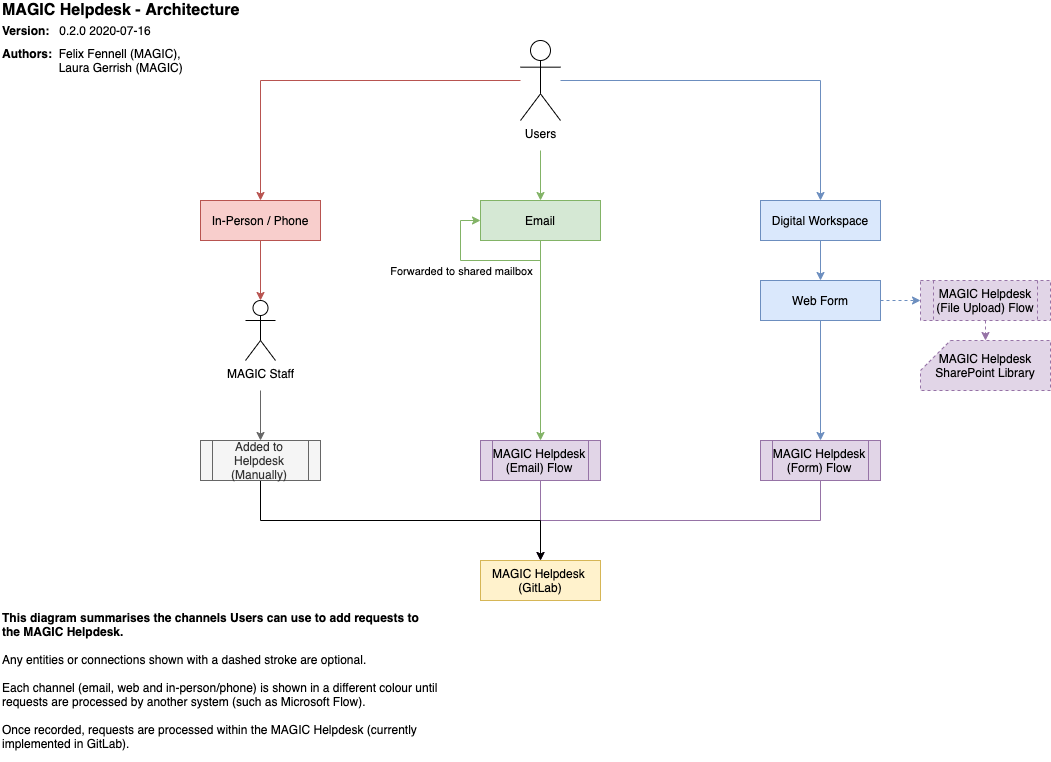 MAGIC Helpdesk - Architecture
Version: 0.2.0 2020-07-16
Authors: Felix Fennell (MAGIC),
Laura Gerrish (MAGIC)
Users
In-Person / Phone
Email
Digital Workspace
Forwarded to shared mailbox
Web Form
MAGIC Helpdesk
(File Upload) Flow
MAGIC Helpdesk
SharePoint Library
MAGIC Staff
Added to
Helpdesk
(Manually)
MAGIC Helpdesk
(Email) Flow
MAGIC Helpdesk
(Form) Flow
MAGIC Helpdesk
(GitLab)
This diagram summarises the channels Users can use to add requests to
the MAGIC Helpdesk.
Any entities or connections shown with a dashed stroke are optional.
Each channel (email, web and in-person/phone) is shown in a different colour until
requests are processed by another system (such as Microsoft Flow).
Once recorded, requests are processed within the MAGIC Helpdesk (currently
implemented in GitLab).